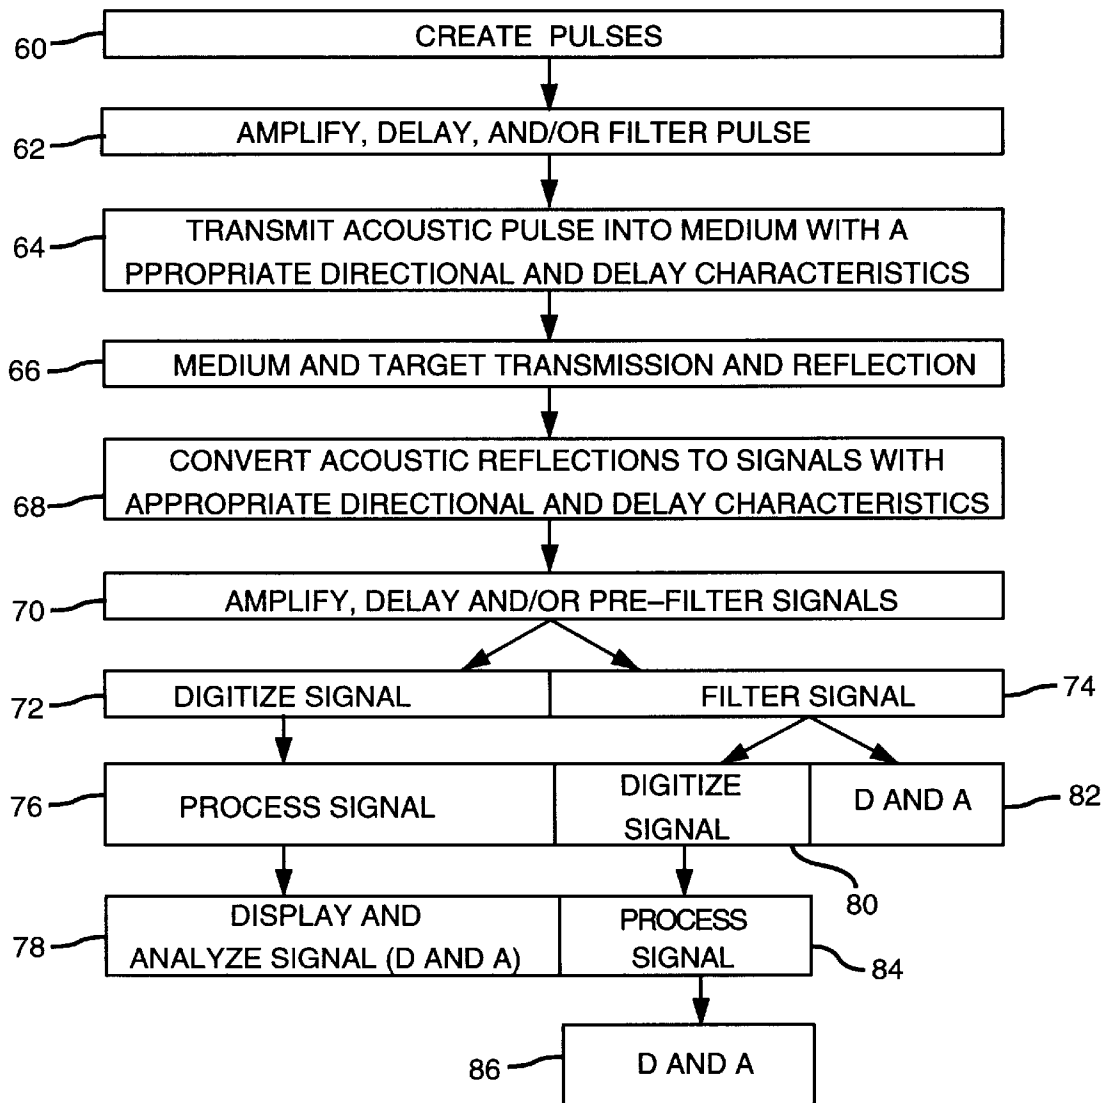 60
CREATE PULSES
62
AMPLIFY, DELAY, AND/OR FILTER PULSE
64
TRANSMIT ACOUSTIC PULSE INTO MEDIUM WITH A
PPROPRIATE DIRECTIONAL AND DELAY CHARACTERISTICS
66
MEDIUM AND TARGET TRANSMISSION AND REFLECTION
68
CONVERT ACOUSTIC REFLECTIONS TO SIGNALS WITH
APPROPRIATE DIRECTIONAL AND DELAY CHARACTERISTICS
70
AMPLIFY, DELAY AND/OR PRE-FILTER SIGNALS
72
DIGITIZE SIGNAL
FILTER SIGNAL
74
76
PROCESS SIGNAL
DIGITIZE
SIGNAL
80
D AND A
82
78
DISPLAY AND
ANALYZE SIGNAL (D AND A)
PROCESS
SIGNAL
84
86
D AND A